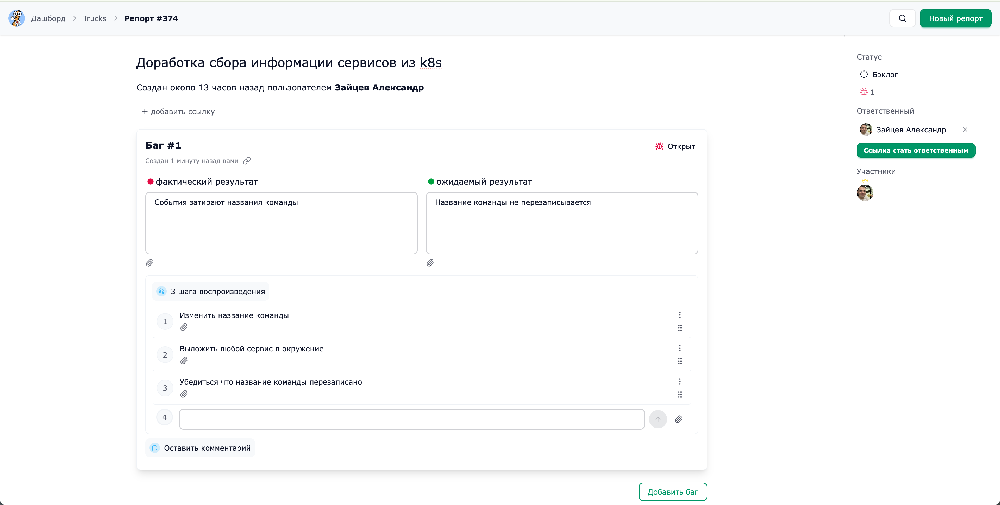 Дашборд
Trucks
Репорт #374
Новый репорт
Доработка сбора информации сервисов из k8s
Создан около 13 часов назад пользователем Зайцев Александр
+ добавить ссылку
Баг #1
Открыт
Создан 1 минуту назад вами
фактический результат
События затирают названия команды
ожидаемый результат
Название команды не перезаписывается
3 шага воспроизведения
1
Изменить название команды
2
Выложить любой сервис в окружение
3
Убедиться что название команды перезаписано
4
Оставить комментарий
Добавить баг
Статус
Бэклог
1
Ответственный
Зайцев Александр
Ссылка стать ответственным
Участники